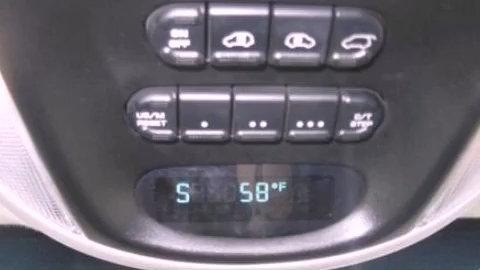 ON
OFF
US/M
RESET
C/T
STEP
S 58°F